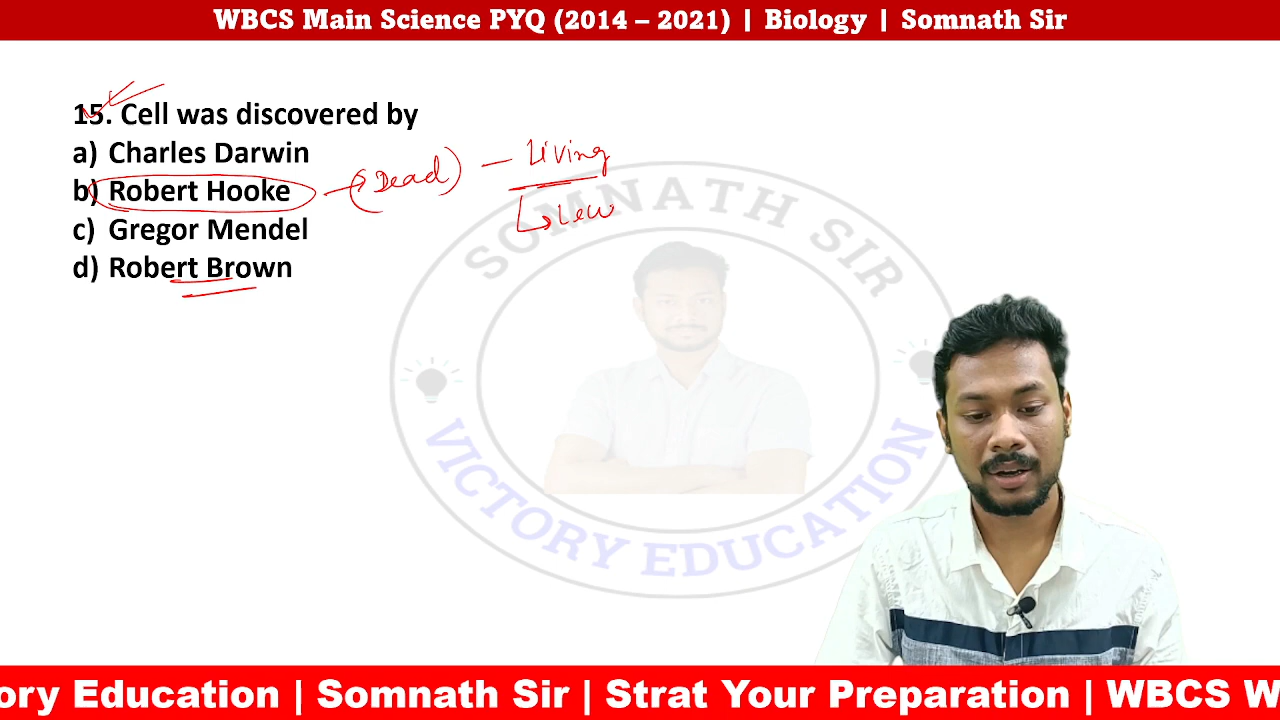 WBCS Main Science PYQ (2014 – 2021) | Biology | Somnath Sir
15. Cell was discovered by
a) Charles Darwin
b) Robert Hooke (Dead) – Living
Lew
c) Gregor Mendel
d) Robert Brown
SOMNATH SIR
VICTORY EDUCATION
ory Education | Somnath Sir | Strat Your Preparation | WBCS W